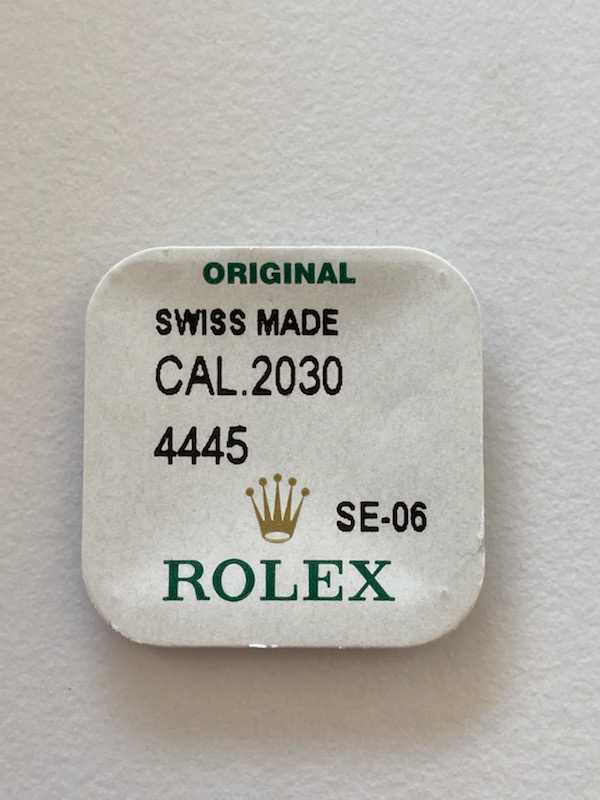 ORIGINAL
SWISS MADE
CAL.2030
4445
SE-06
ROLEX